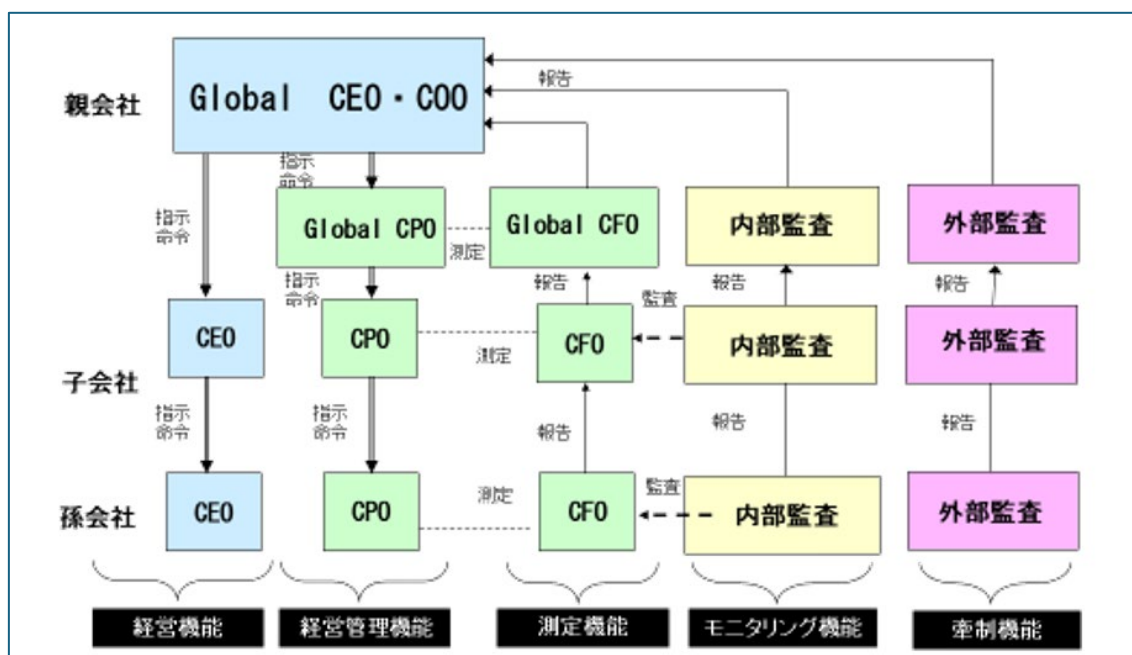 報告
親会社
Global CEO・COO
指示
命令
指示
命令
Global CPO
測定
Global CFO
内部監査
外部監査
指示
命令
報告
監査
報告
報告
CEO
CPO
測定
CFO
内部監査
外部監査
子会社
指示
命令
指示
命令
報告
報告
報告
孫会社
CEO
CPO
測定
CFO
監査
内部監査
外部監査
経営機能
経営管理機能
測定機能
モニタリング機能
牽制機能